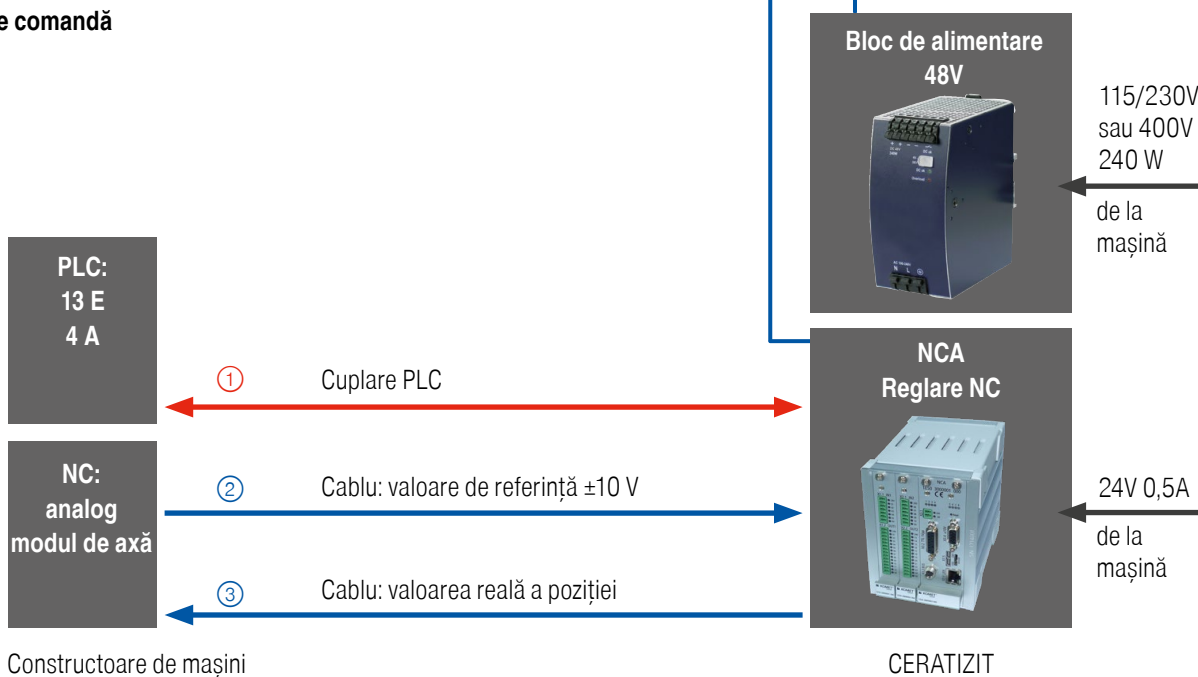 e comandă
Bloc de alimentare
48V
115/230V
sau 400V
240 W
de la
mașină
PLC:
13 E
4 A
1
Cuplare PLC
NCA
Reglare NC
NC:
analog
modul de axă
2
Cablu: valoare de referință ±10 V
24V 0,5A
de la
mașină
3
Cablu: valoarea reală a poziției
Constructoare de mașini
CERATIZIT